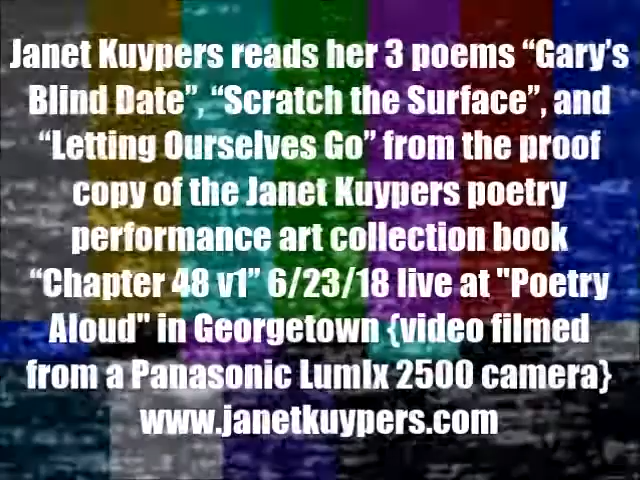 Janet Kuypers reads her 3 poems “Gary’s
Blind Date”, “Scratch the Surface”, and
“Letting Ourselves Go” from the proof
copy of the Janet Kuypers poetry
performance art collection book
“Chapter 48 v1” 6/23/18 live at "Poetry
Aloud" in Georgetown {video filmed
from a Panasonic LumIx 2500 camera}
www.janetkuypers.com